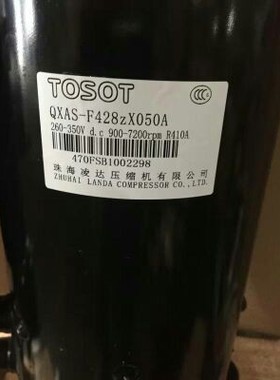 TOSOT
QXAS-F428zX050A
260-350V d.c 900-7200rpm R410A
470FSB1002298
珠海凌达压缩机有限公司
ZHUHAI LANDA COMPRESSOR CO.,LTD.